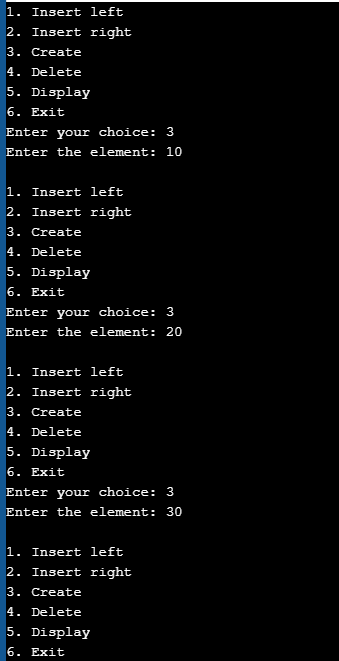 1. Insert left
2. Insert right
3. Create
4. Delete
5. Display
6. Exit
Enter your choice: 3
Enter the element: 10
1. Insert left
2. Insert right
3. Create
4. Delete
5. Display
6. Exit
Enter your choice: 3
Enter the element: 20
1. Insert left
2. Insert right
3. Create
4. Delete
5. Display
6. Exit
Enter your choice: 3
Enter the element: 30
1. Insert left
2. Insert right
3. Create
4. Delete
5. Display
6. Exit